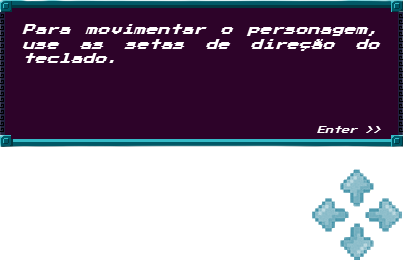 Para movimentar o personagem,
use as setas de direção do
teclado.
Enter >>